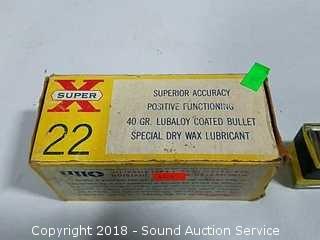 SUPER
X
22
SUPERIOR ACCURACY
POSITIVE FUNCTIONING
40 GR. LUBALOY COATED BULLET
SPECIAL DRY WAX LUBRICANT
Copyright 2018 - Sound Auction Service